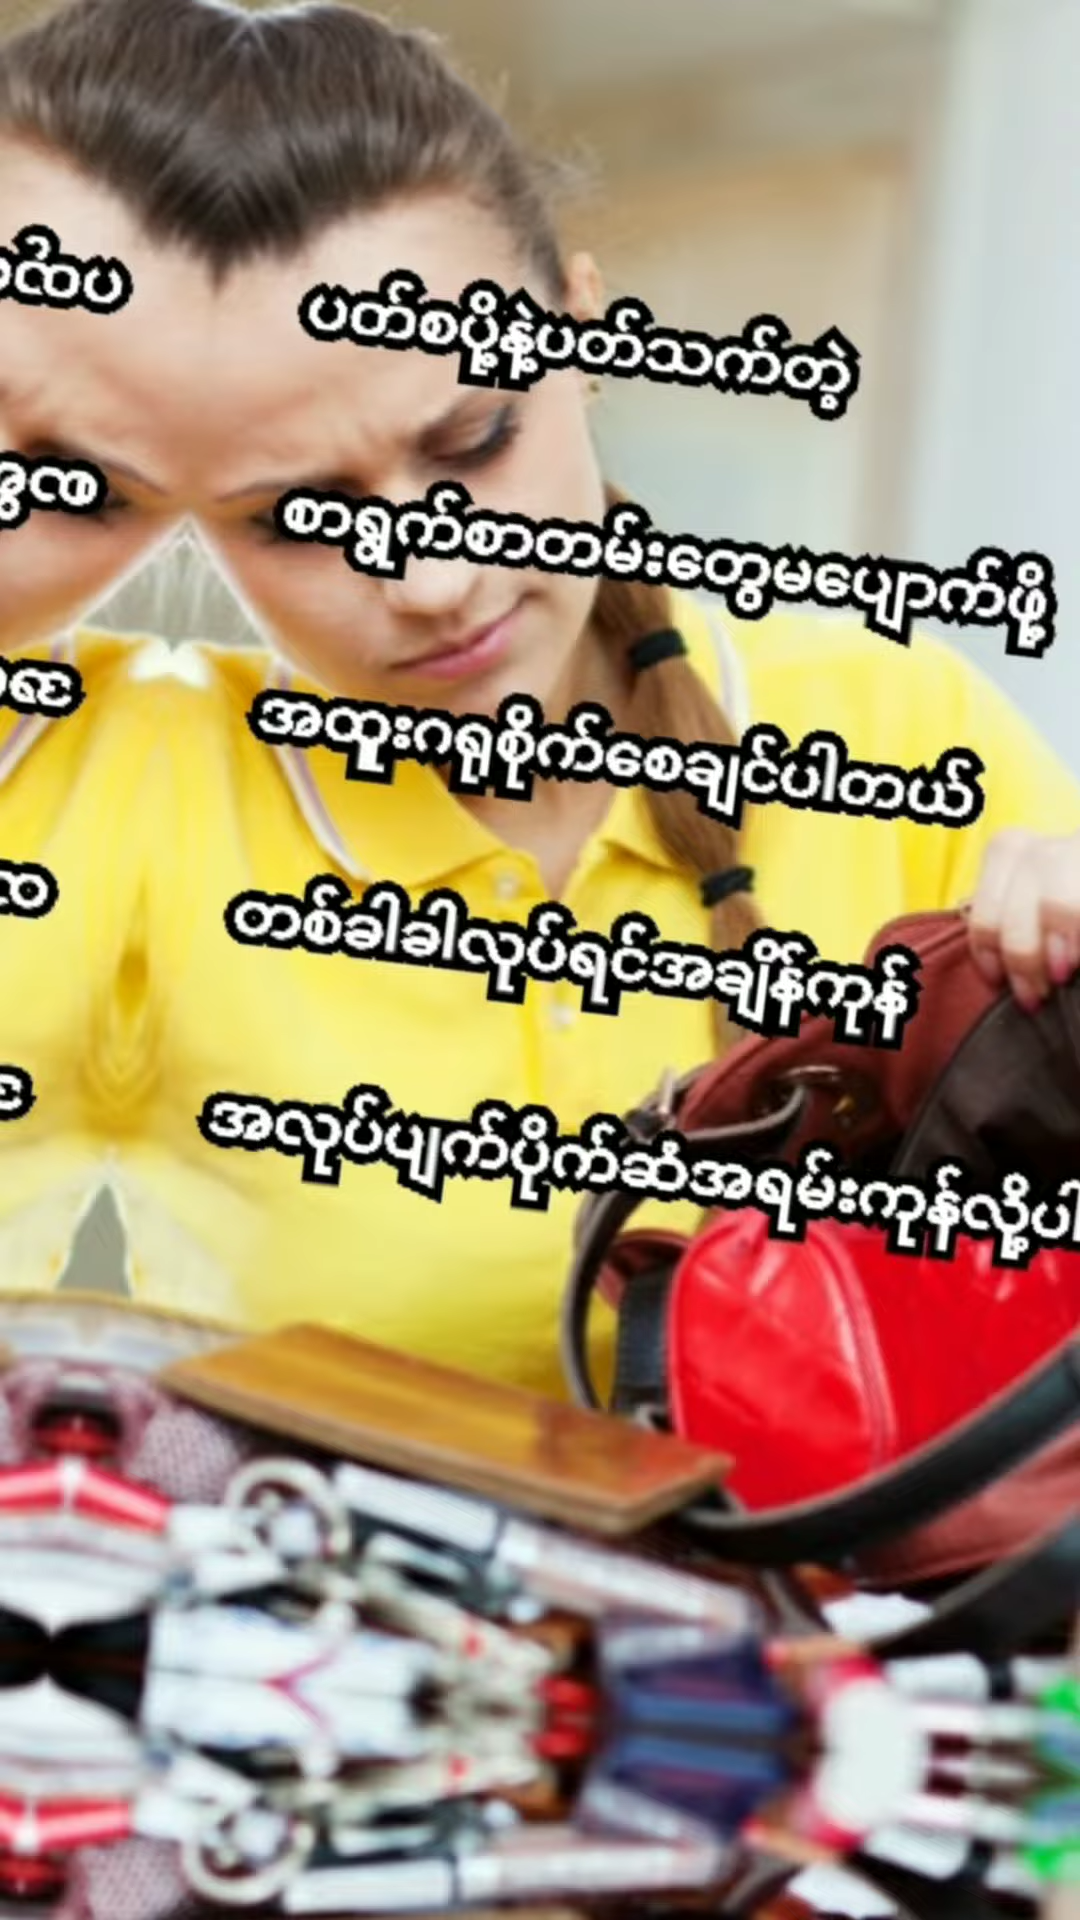 ပတ်စပို့နဲ့ပတ်သက်တဲ့
စာရွက်စာတမ်းတွေမပျောက်ဖို့
အထူးဂရုစိုက်စေချင်ပါတယ်
တစ်ခါခါလုပ်ရင်အချိန်ကုန်
အလုပ်ပျက်ပိုက်ဆံအရမ်းကုန်လို့ပါ